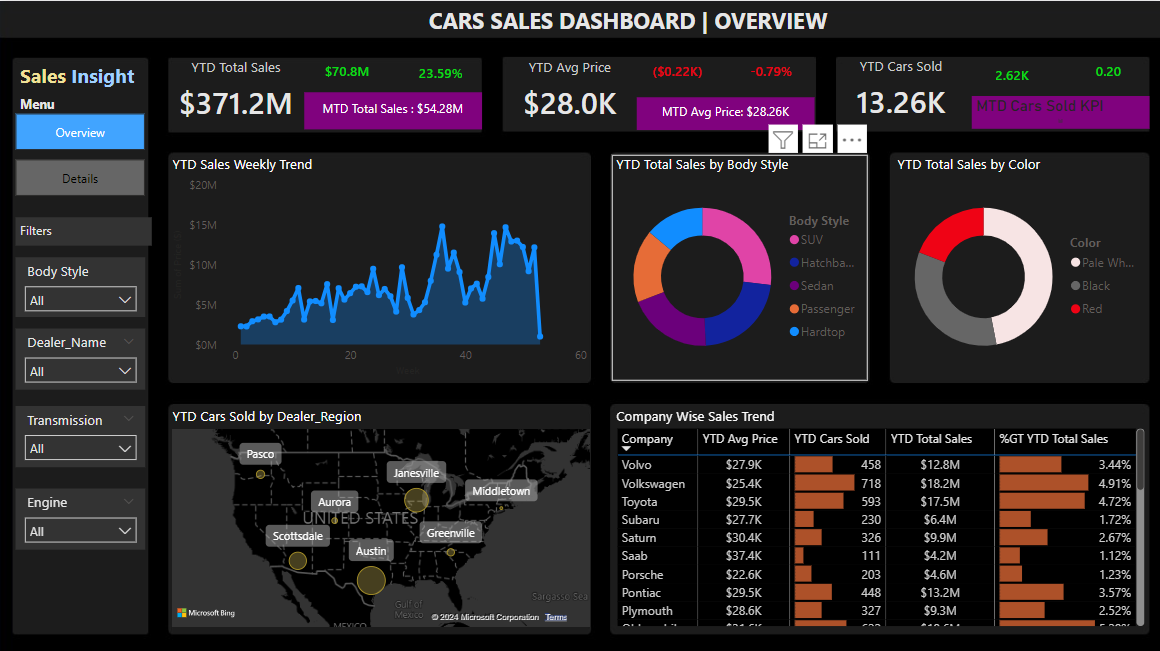 CARS SALES DASHBOARD | OVERVIEW
Sales Insight
Menu
Overview
Details
Filters
Body Style
All
Dealer_Name
All
Transmission
All
Engine
All
YTD Total Sales
$70.8M
23.59%
$371.2M
MTD Total Sales : $54.28M
YTD Avg Price
($0.22K)
-0.79%
$28.0K
MTD Avg Price: $28.26K
YTD Cars Sold
2.62K
0.20
13.26K
MTD Cars Sold KPI
YTD Sales Weekly Trend
$20M
$15M
$10M
$5M
$0M
0 20 40 60
YTD Total Sales by Body Style
Body Style
SUV
Hatchba...
Sedan
Passenger
Hardtop
YTD Total Sales by Color
Color
Pale Wh...
Black
Red
YTD Cars Sold by Dealer_Region
Pasco
Janesville
Middletown
Aurora
UNITED STATES
Scottsdale
Greenville
Austin
Sargasso Sea
Gulf of
Mexico
MEXICO
Microsoft Bing
© 2024 Microsoft Corporation Terms
Company Wise Sales Trend
Company YTD Avg Price YTD Cars Sold YTD Total Sales %GT YTD Total Sales
Volvo $27.9K 458 $12.8M 3.44%
Volkswagen $25.4K 718 $18.2M 4.91%
Toyota $29.5K 593 $17.5M 4.72%
Subaru $27.7K 230 $6.4M 1.72%
Saturn $30.4K 326 $9.9M 2.67%
Saab $37.4K 111 $4.2M 1.12%
Porsche $22.6K 203 $4.6M 1.23%
Pontiac $29.5K 448 $13.2M 3.57%
Plymouth $28.6K 327 $9.3M 2.52%